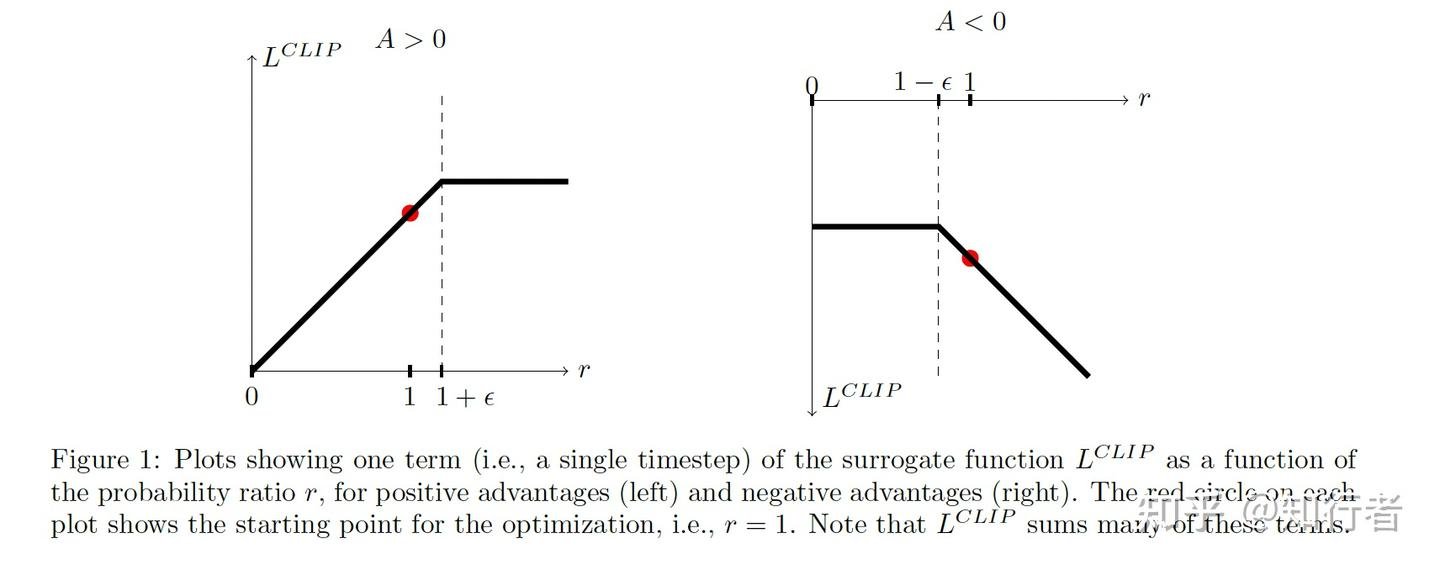 L^{CLIP} A > 0
1 1 + ϵ
0
r
A < 0
0 1 − ϵ 1
r
L^{CLIP}
Figure 1: Plots showing one term (i.e., a single timestep) of the surrogate function L^{CLIP} as a function of
the probability ratio r, for positive advantages (left) and negative advantages (right). The red circle on each
plot shows the starting point for the optimization, i.e., r = 1. Note that L^{CLIP} sums many of these terms.
知乎 @知行者